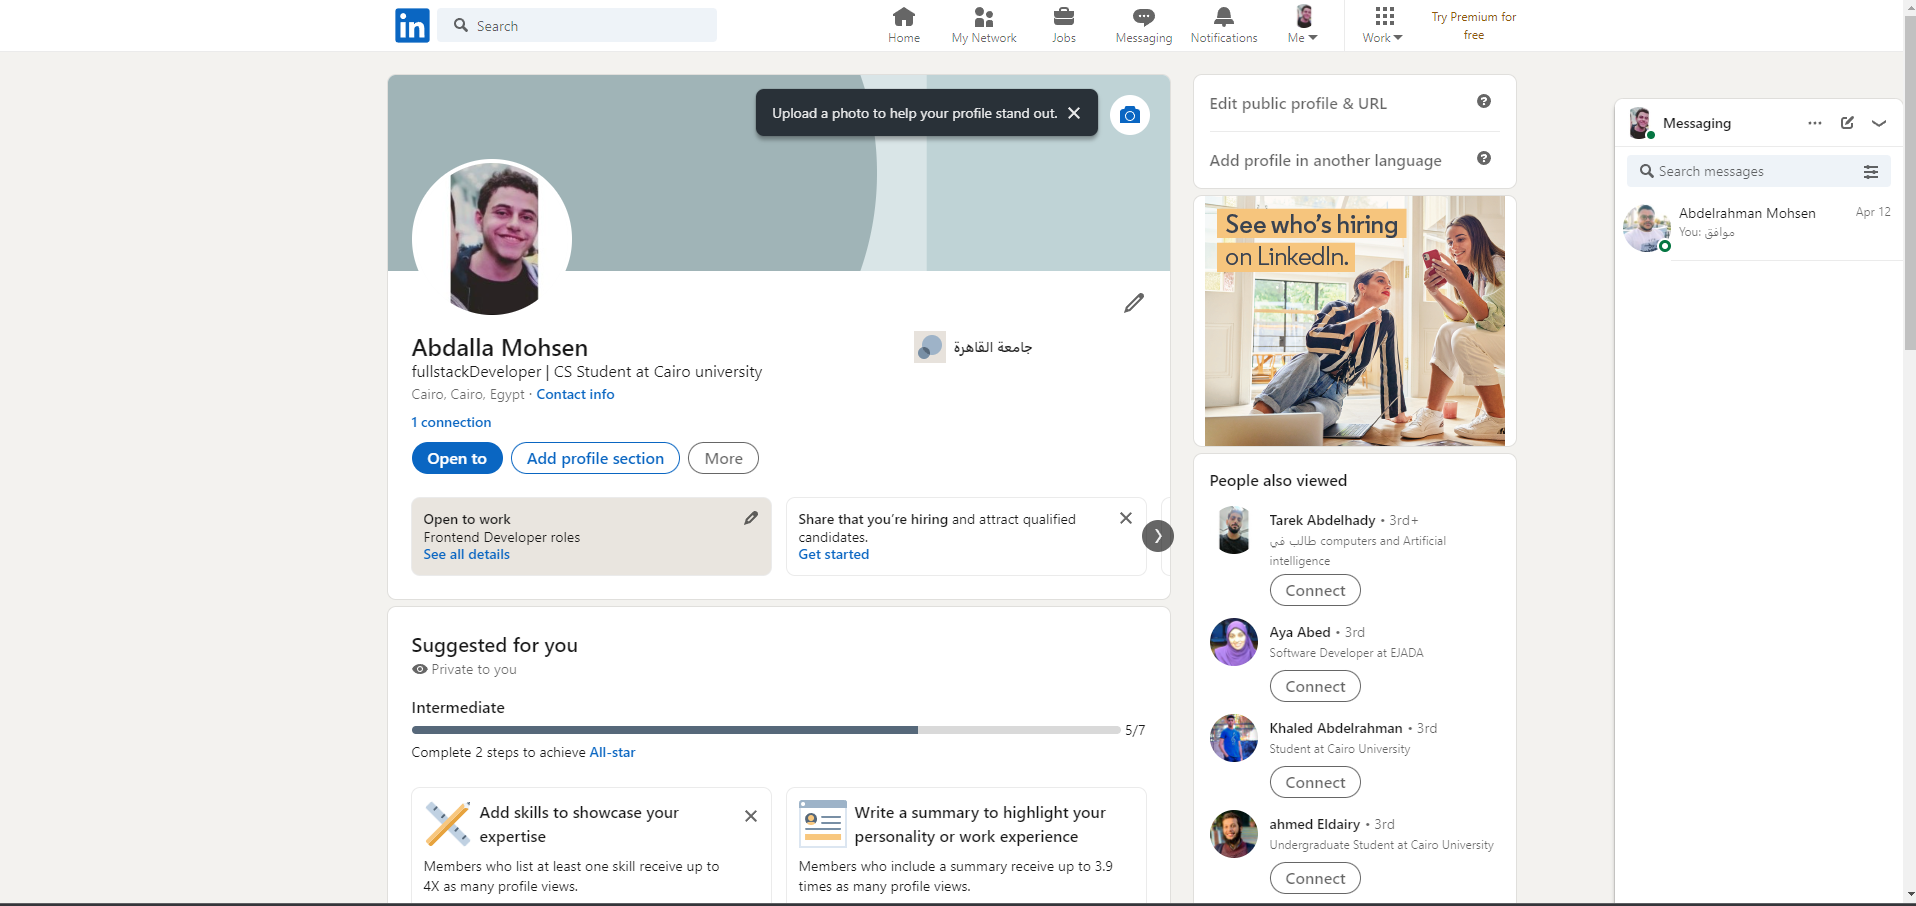 in
Search
Home
My Network
Jobs
Messaging
Notifications
Me
Work
Try Premium for
free
Upload a photo to help your profile stand out.
Abdalla Mohsen
جامعة القاهرة
fullstackDeveloper | CS Student at Cairo university
Cairo, Cairo, Egypt · Contact info
1 connection
Open to
Add profile section
More
Open to work
Frontend Developer roles
See all details
Share that you’re hiring and attract qualified
candidates.
Get started
Suggested for you
Private to you
Intermediate
5/7
Complete 2 steps to achieve All-star
Add skills to showcase your
expertise
Members who list at least one skill receive up to
4X as many profile views.
Write a summary to highlight your
personality or work experience
Members who include a summary receive up to 3.9
times as many profile views.
Edit public profile & URL
Add profile in another language
See who’s hiring
on LinkedIn.
People also viewed
Tarek Abdelhady • 3rd+
طالب في computers and Artificial
intelligence
Connect
Aya Abed • 3rd
Software Developer at EJADA
Connect
Khaled Abdelrahman • 3rd
Student at Cairo University
Connect
ahmed Eldairy • 3rd
Undergraduate Student at Cairo University
Connect
Messaging
Search messages
Abdelrahman Mohsen
Apr 12
You: موافق